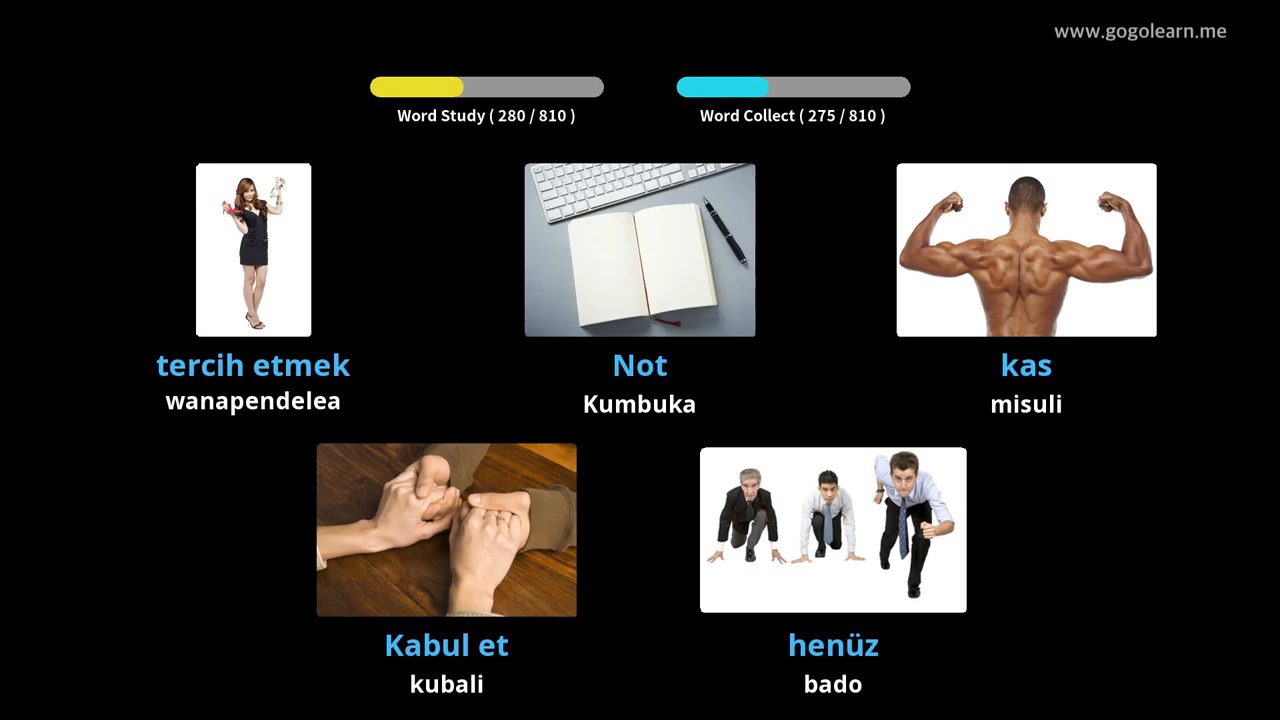 www.gogolearn.me
Word Study ( 280 / 810 )
Word Collect ( 275 / 810 )
tercih etmek
wanapendelea
Not
Kumbuka
kas
misuli
Kabul et
kubali
henüz
bado